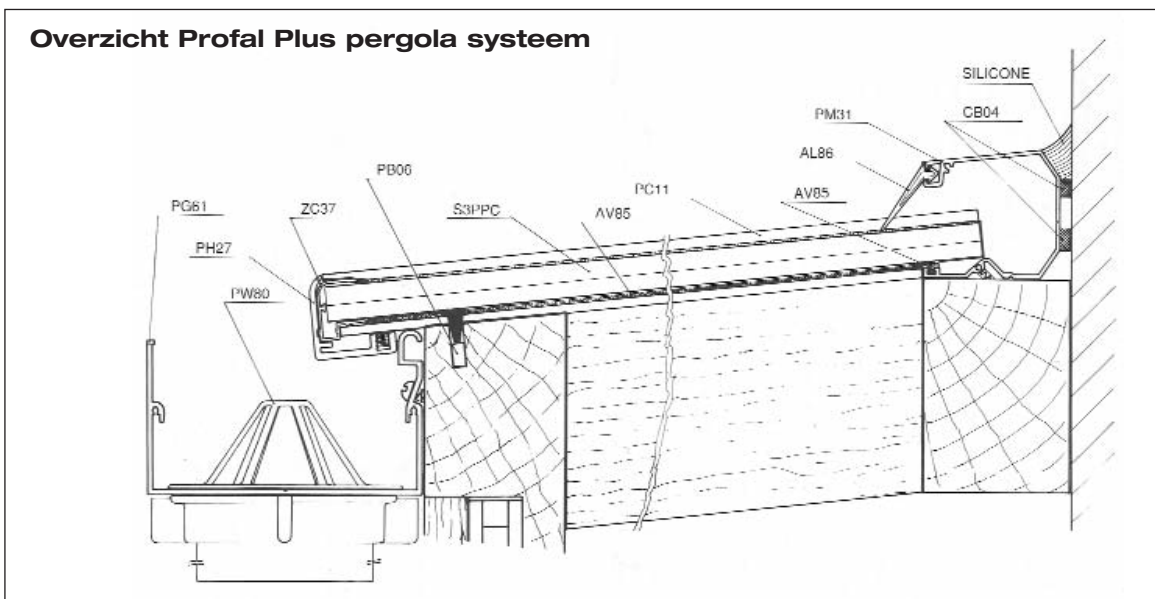 Overzicht Profal Plus pergola systeem
SILICONE
CB04
PM31
AL86
PB06
PC11
AV85
PG61
ZC37
S3PPC
AV85
PH27
PW80